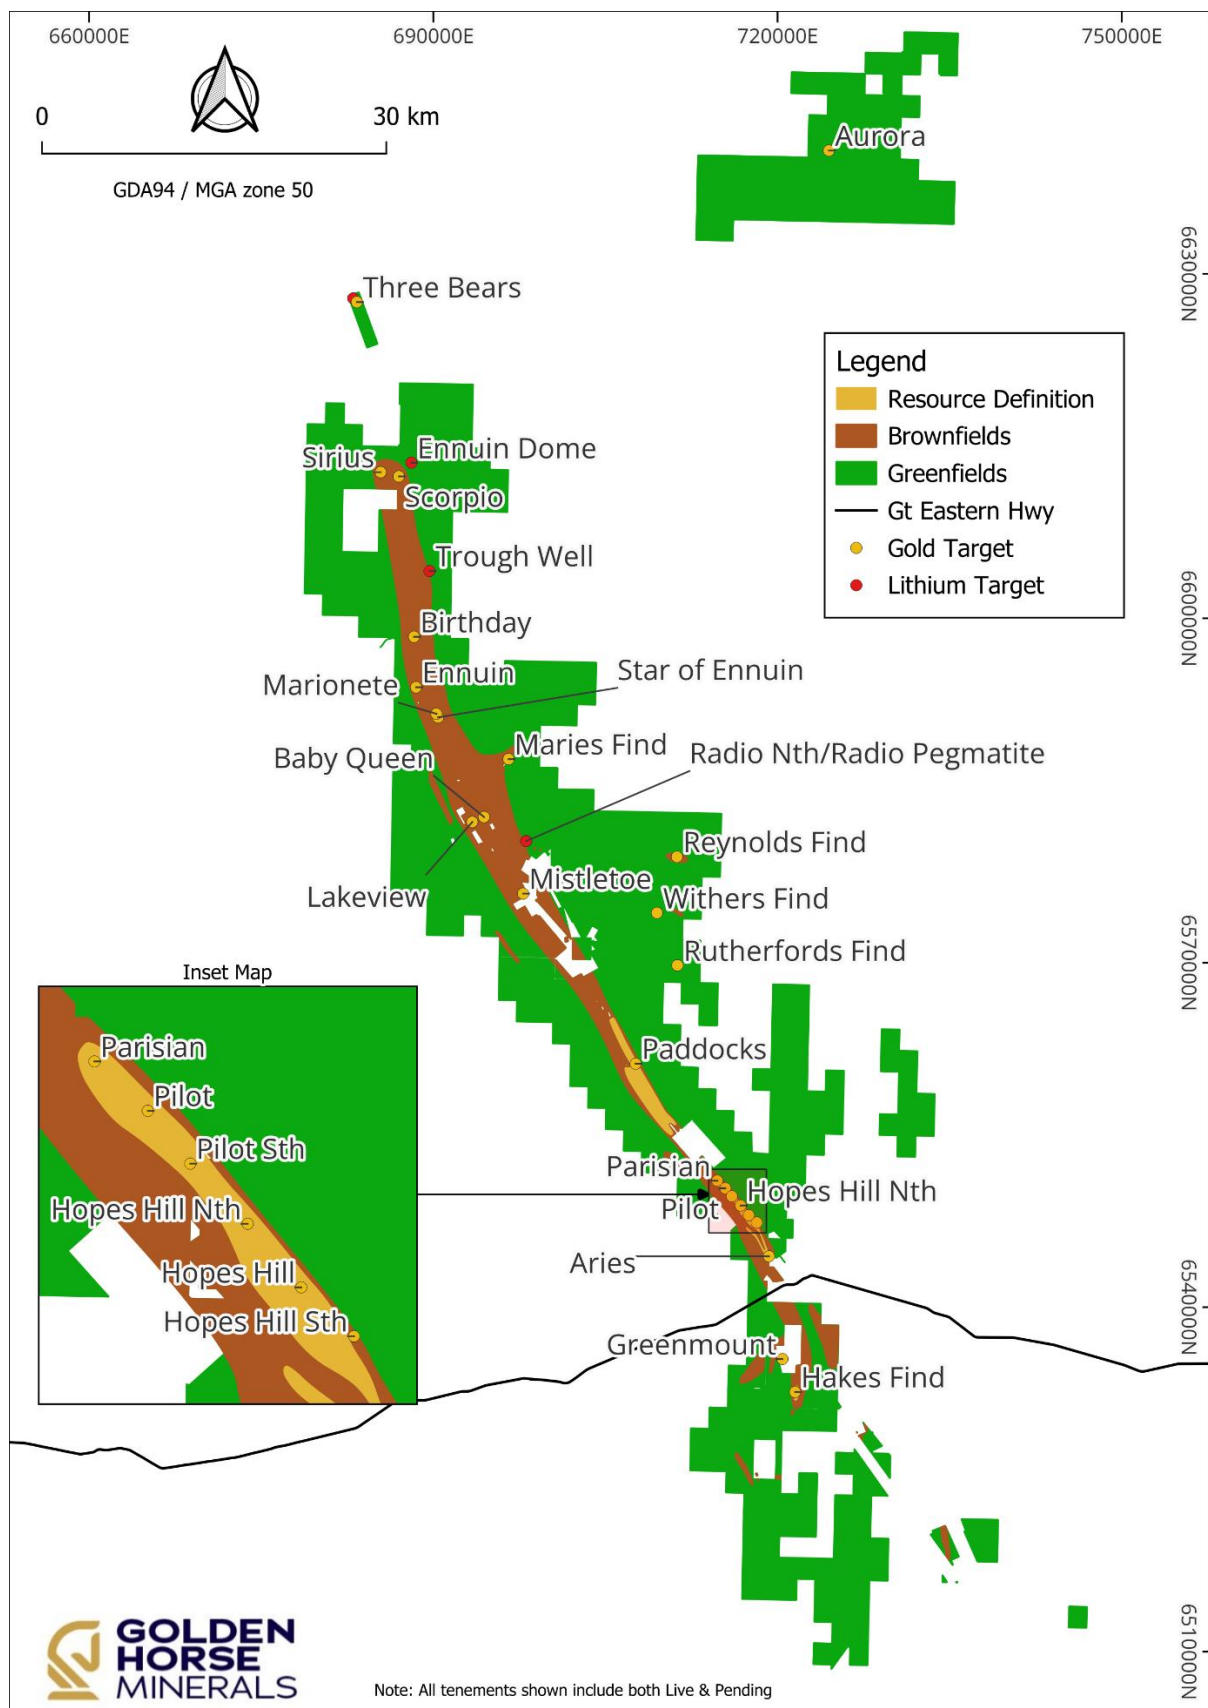 660000E
690000E
720000E
750000E
0
30 km
GDA94 / MGA zone 50
Aurora
6630000N
Three Bears
Legend
Resource Definition
Brownfields
Greenfields
Gt Eastern Hwy
Gold Target
Lithium Target
Sirius
Ennuin Dome
Scorpio
Trough Well
6600000N
Birthday
Marionete
Ennuin
Star of Ennuin
Baby Queen
Maries Find
Radio Nth/Radio Pegmatite
Reynolds Find
Lakeview
Mistletoe
Withers Find
Rutherfords Find
6570000N
Inset Map
Parisian
Pilot
Pilot Sth
Hopes Hill Nth
Hopes Hill
Hopes Hill Sth
Paddocks
Parisian
Hopes Hill Nth
Pilot
Aries
6540000N
Greenmount
Hakes Find
6510000N
GOLDEN
HORSE
MINERALS
Note: All tenements shown include both Live & Pending